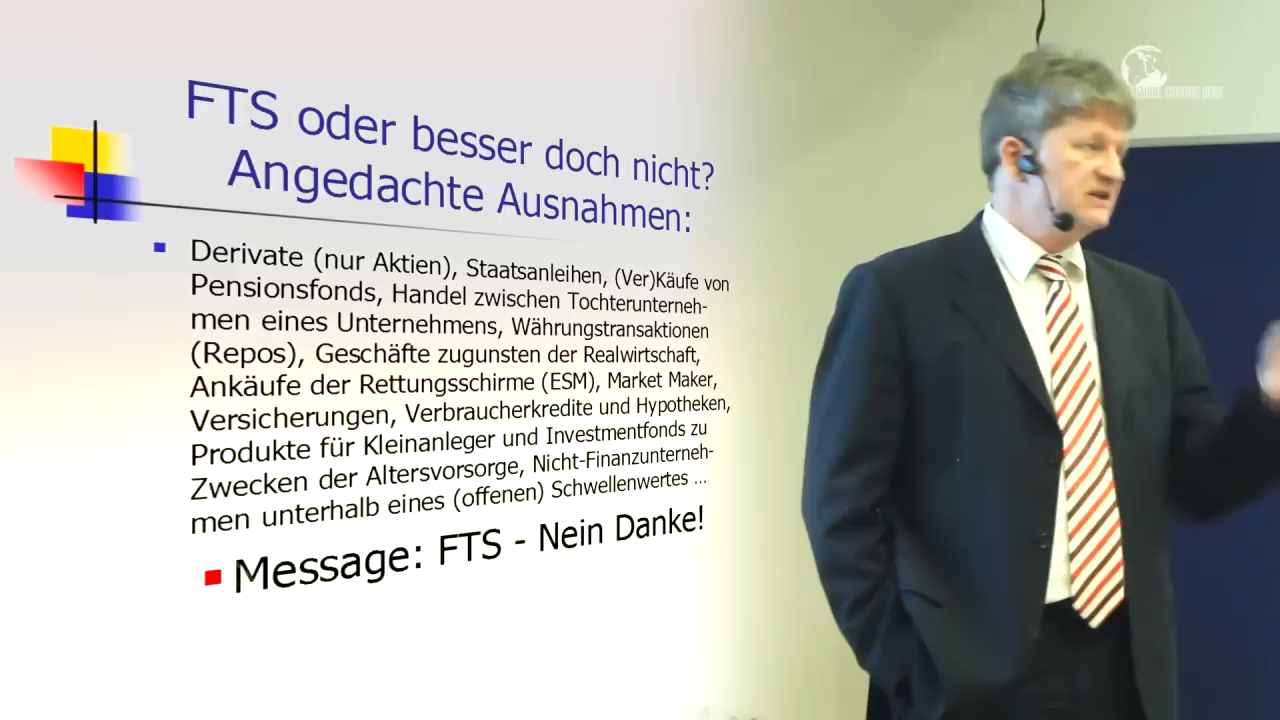 FTS oder besser doch nicht?
Angedachte Ausnahmen:
Derivate (nur Aktien), Staatsanleihen, (Ver)Käufe von
Pensionsfonds, Handel zwischen Tochterunterneh-
men eines Unternehmens, Währungstransaktionen
(Repos), Geschäfte zugunsten der Realwirtschaft,
Ankäufe der Rettungsschirme (ESM), Market Maker,
Versicherungen, Verbraucherkredite und Hypotheken,
Produkte für Kleinanleger und Investmentfonds zu
Zwecken der Altersvorsorge, Nicht-Finanzunterneh-
men unterhalb eines (offenen) Schwellenwertes ...
Message: FTS - Nein Danke!